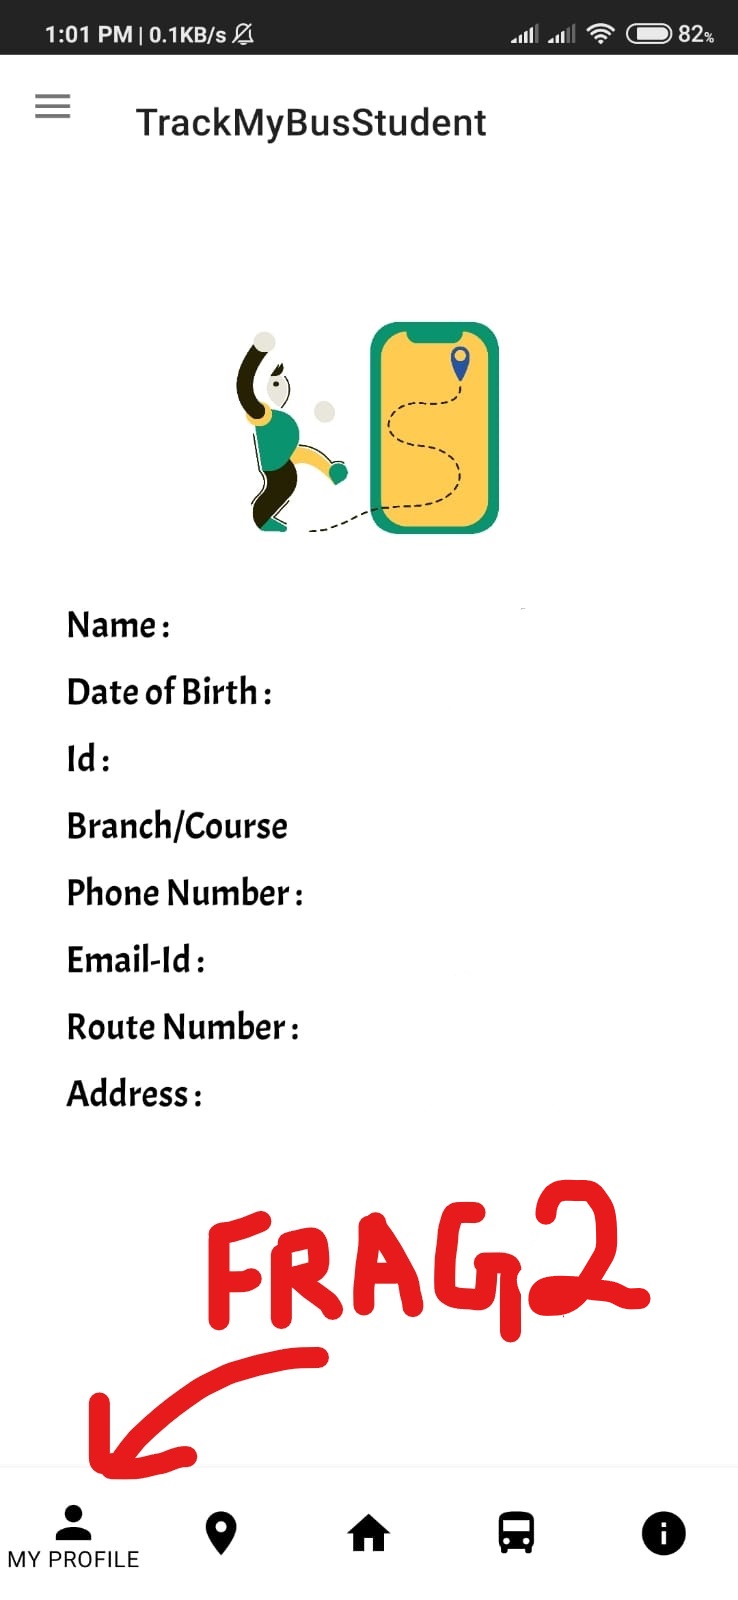 1:01 PM | 0.1KB/s
82%
TrackMyBusStudent
Name :
Date of Birth :
Id :
Branch/Course
Phone Number :
Email-Id :
Route Number :
Address :
FRAG2
MY PROFILE